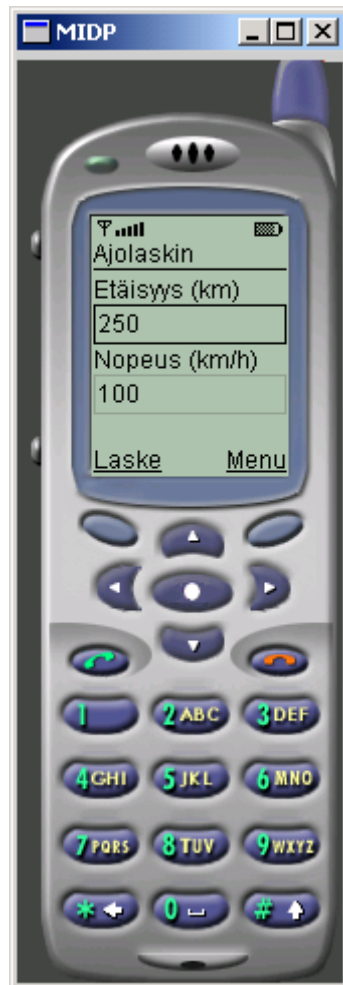 MIDP
Ajolaskin
Etäisyys (km)
250
Nopeus (km/h)
100
Laske Menu
1 2 ABC 3 DEF
4 GHI 5 JKL 6 MNO
7 PQRS 8 TUV 9 WXYZ
* 0 #